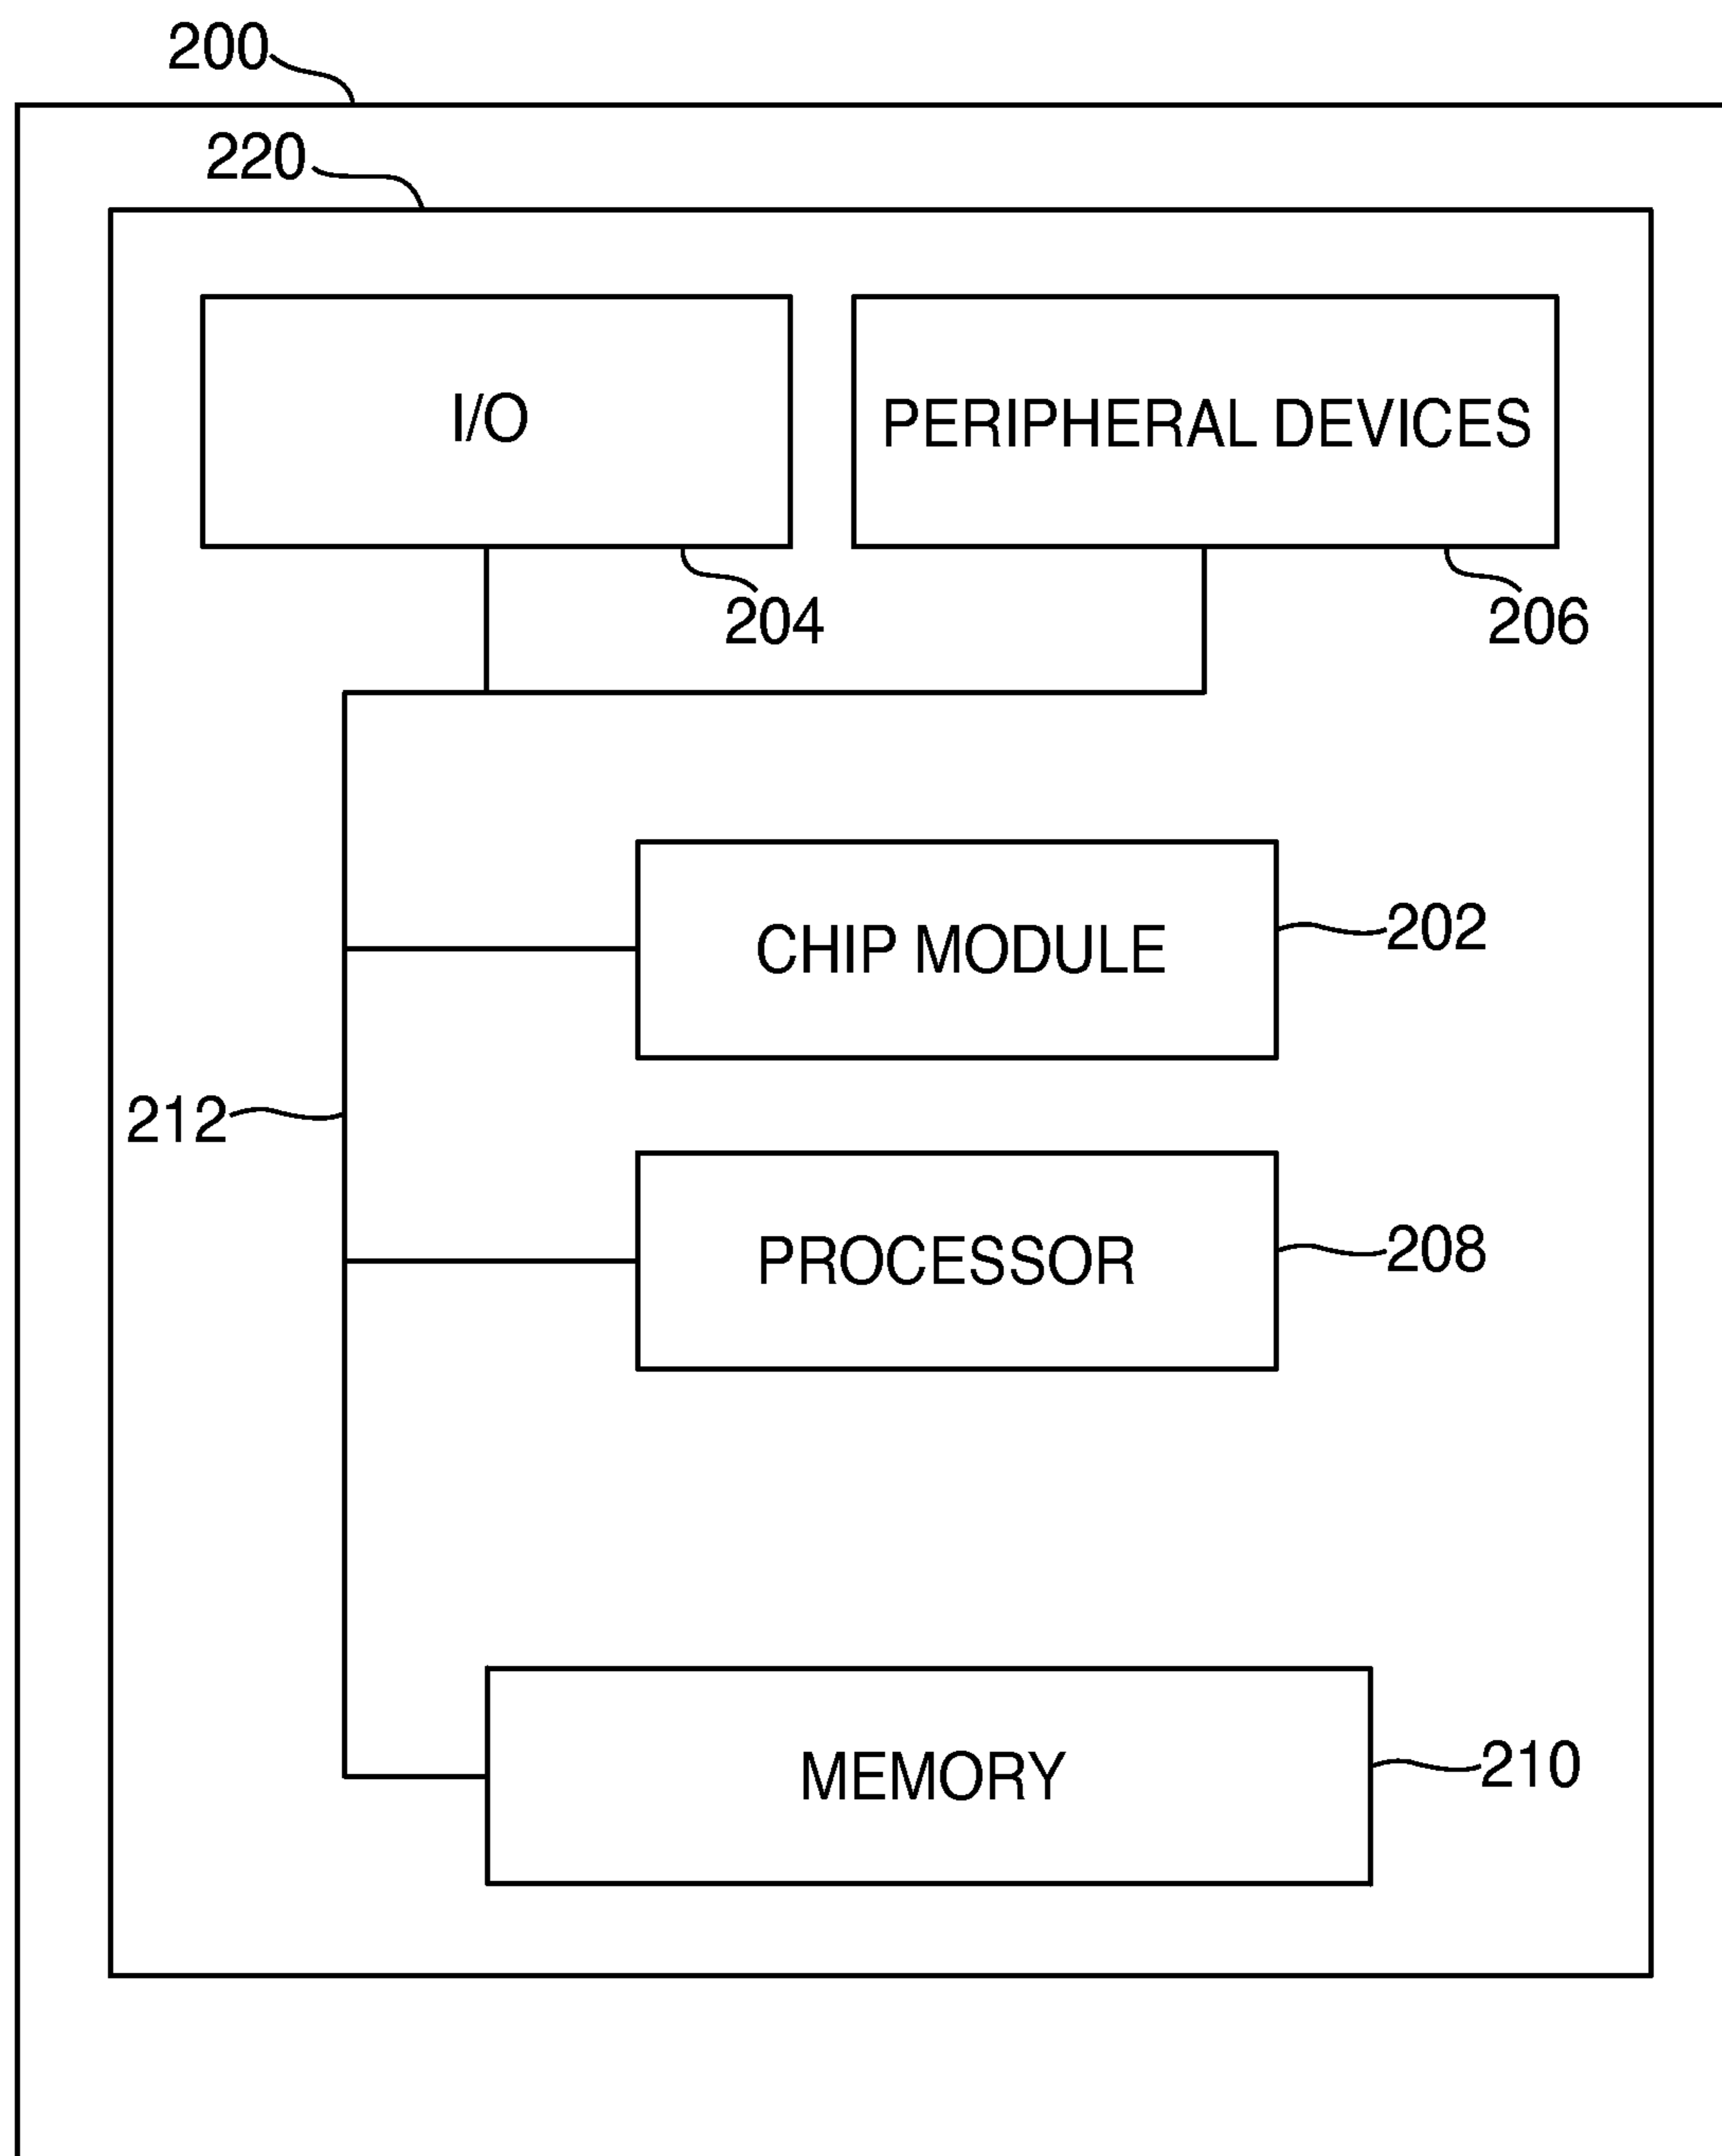 200
220
I/O
PERIPHERAL DEVICES
204
206
CHIP MODULE
202
212
PROCESSOR
208
MEMORY
210